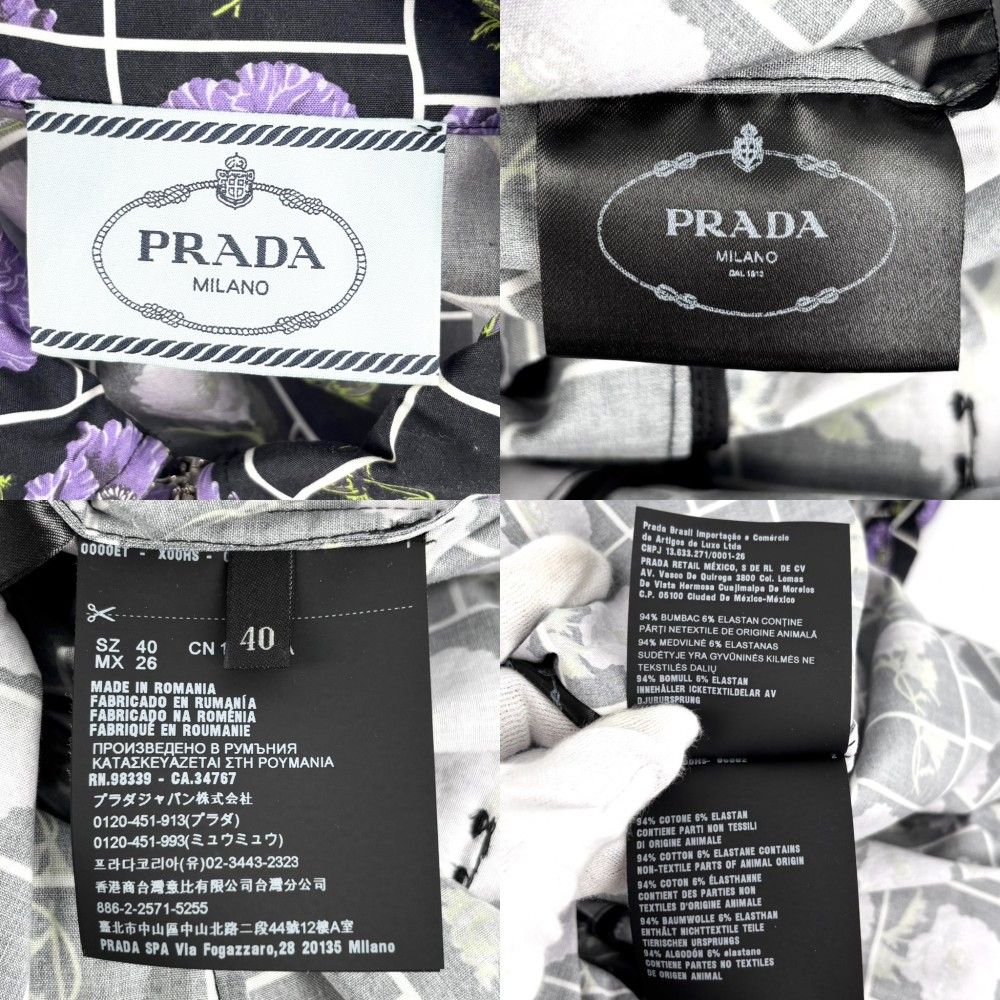 PRADA
MILANO
PRADA
MILANO
DAL 1913
40
SZ 40 CN
MX 26
MADE IN ROMANIA
FABRICADO EN RUMANÍA
FABRICADO NA ROMÉNIA
FABRIQUÉ EN ROUMANIE
ПРОИЗВЕДЕНО В РУМЪНИЯ
ΚΑΤΑΣΚΕΥΑΖΕΤΑΙ ΣΤΗ ΡΟΥΜΑΝΙΑ
RN.98339 - CA.34767
プラダジャパン株式会社
0120-451-913(プラダ)
0120-451-993(ミュウミュウ)
프라다코리아(유)02-3443-2323
香港商台灣意比有限公司台灣分公司
886-2-2571-5255
臺北市中山區中山北路二段44號12樓A室
PRADA SPA Via Fogazzaro,28 20135 Milano
Prada Brasil Importação e Comércio
de Artigos de Luxo Ltda
CNPJ 13.633.271/0001-26
PRADA RETAIL MÉXICO, S DE RL DE CV
AV. Vasco De Quiroga 3800 Col. Lomas
De Vista Hermosa Cuajimalpa De Morelos
C.P. 05100 Ciudad De México-México
94% BUMBAC 6% ELASTAN CONȚINE
PĂRȚI NETEXTILE DE ORIGINE ANIMALĂ
94% MEDVILNĖ 6% ELASTANAS
SUDĖTYJE YRA GYVŪNINĖS KILMĖS NE
TEKSTILĖS DALIŲ
94% BOMULL 6% ELASTAN
INNEHÅLLER ICKETEXTILDELAR AV
DJURURSPRUNG
94% COTONE 6% ELASTAN
CONTIENE PARTI NON TESSILI
DI ORIGINE ANIMALE
94% COTTON 6% ELASTANE CONTAINS
NON-TEXTILE PARTS OF ANIMAL ORIGIN
94% COTON 6% ÉLASTHANNE
CONTIENT DES PARTIES NON
TEXTILES D'ORIGINE ANIMALE
94% BAUMWOLLE 6% ELASTHAN
ENTHÄLT NICHTTEXTILE TEILE
TIERISCHEN URSPRUNGS
94% ALGODÓN 6% elastano
CONTIENE PARTES NO TEXTILES
DE ORIGEN ANIMAL